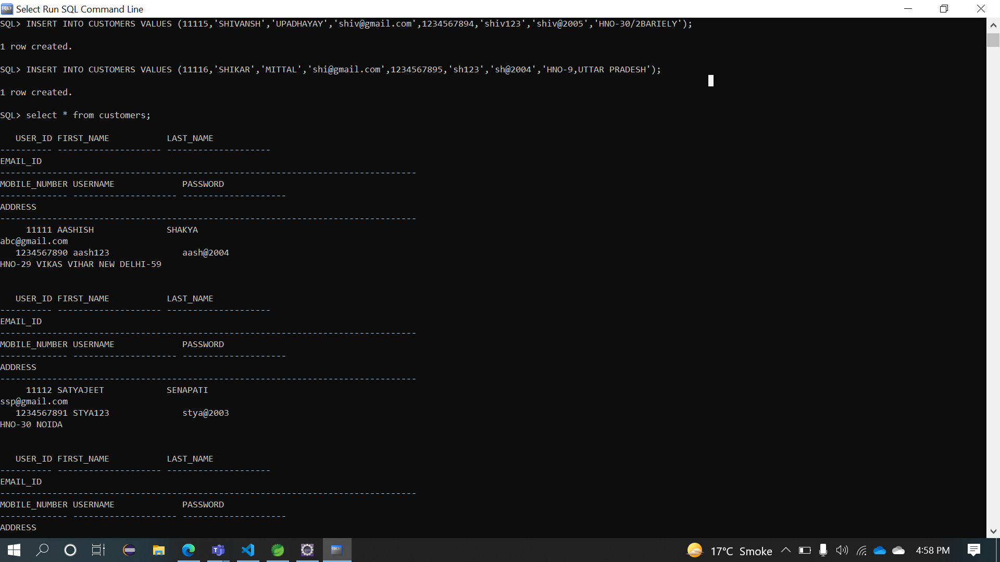 Select Run SQL Command Line
SQL> INSERT INTO CUSTOMERS VALUES (11115,'SHIVANSH','UPADHAYAY','shiv@gmail.com',1234567894,'shiv123','shiv@2005','HNO-30/2BARIELY');
1 row created.
SQL> INSERT INTO CUSTOMERS VALUES (11116,'SHIKAR','MITTAL','shi@gmail.com',1234567895,'sh123','sh@2004','HNO-9,UTTAR PRADESH');
1 row created.
SQL> select * from customers;
USER_ID FIRST_NAME LAST_NAME
---------- -------------------- --------------------
EMAIL_ID
--------------------------------------------------------------------------------
MOBILE_NUMBER USERNAME PASSWORD
------------- -------------------- --------------------
ADDRESS
--------------------------------------------------------------------------------
11111 AASHISH SHAKYA
abc@gmail.com
1234567890 aash123 aash@2004
HNO-29 VIKAS VIHAR NEW DELHI-59
USER_ID FIRST_NAME LAST_NAME
---------- -------------------- --------------------
EMAIL_ID
--------------------------------------------------------------------------------
MOBILE_NUMBER USERNAME PASSWORD
------------- -------------------- --------------------
ADDRESS
--------------------------------------------------------------------------------
11112 SATYAJEET SENAPATI
ssp@gmail.com
1234567891 STYA123 stya@2003
HNO-30 NOIDA
USER_ID FIRST_NAME LAST_NAME
---------- -------------------- --------------------
EMAIL_ID
--------------------------------------------------------------------------------
MOBILE_NUMBER USERNAME PASSWORD
------------- -------------------- --------------------
ADDRESS
17°C Smoke 4:58 PM